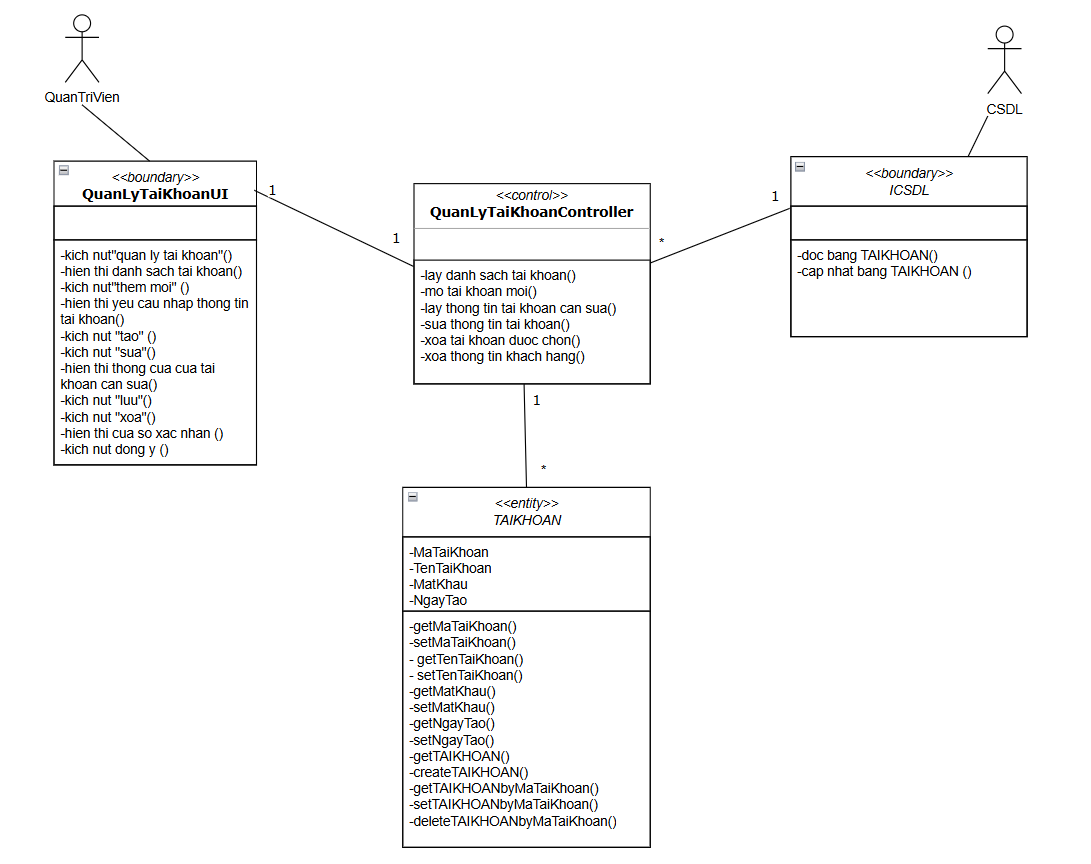 QuanTriVien
CSDL
<<boundary>>
QuanLyTaiKhoanUI
-kich nut"quan ly tai khoan"()
-hien thi danh sach tai khoan()
-kich nut"them moi" ()
-hien thi yeu cau nhap thong tin
tai khoan()
-kich nut "tao" ()
-kich nut "sua"()
-hien thi thong cua cua tai
khoan can sua()
-kich nut "luu"()
-kich nut "xoa"()
-hien thi cua so xac nhan ()
-kich nut dong y ()
1
1
<<control>>
QuanLyTaiKhoanController
-lay danh sach tai khoan()
-mo tai khoan moi()
-lay thong tin tai khoan can sua()
-sua thong tin tai khoan()
-xoa tai khoan duoc chon()
-xoa thong tin khach hang()
*
1
<<boundary>>
ICSDL
-doc bang TAIKHOAN()
-cap nhat bang TAIKHOAN ()
1
*
<<entity>>
TAIKHOAN
-MaTaiKhoan
-TenTaiKhoan
-MatKhau
-NgayTao
-getMaTaiKhoan()
-setMaTaiKhoan()
- getTenTaiKhoan()
- setTenTaiKhoan()
-getMatKhau()
-setMatKhau()
-getNgayTao()
-setNgayTao()
-getTAIKHOAN()
-createTAIKHOAN()
-getTAIKHOANbyMaTaiKhoan()
-setTAIKHOANbyMaTaiKhoan()
-deleteTAIKHOANbyMaTaiKhoan()